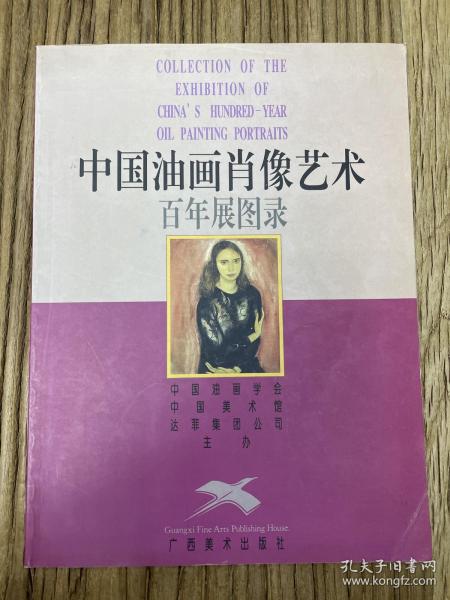 COLLECTION OF THE
EXHIBITION OF
CHINA'S HUNDRED-YEAR
OIL PAINTING PORTRAITS
中国油画肖像艺术
百年展图录
中国油画学会
中国美术馆
达菲集团公司
主办
Guangxi Fine Arts Publishing House.
广西美术出版社
孔夫子旧书网
www.kongfz.com